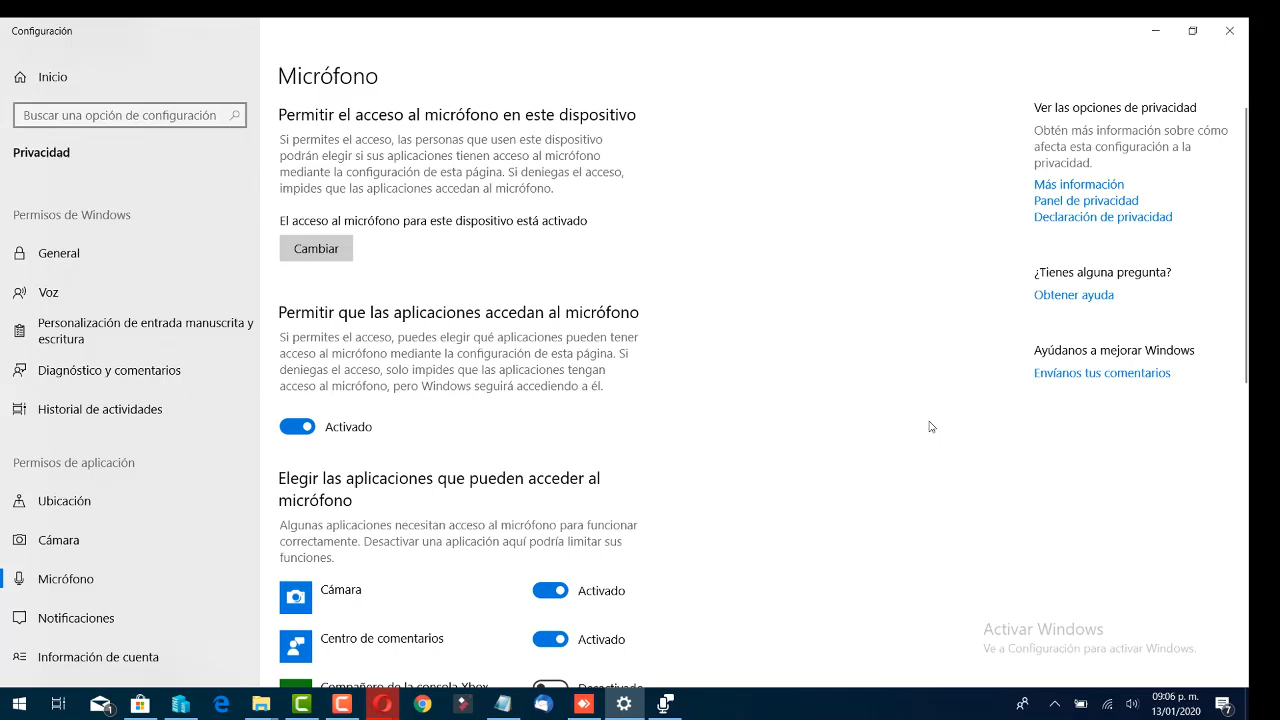 Configuración
Inicio
Buscar una opción de configuración
Privacidad
Permisos de Windows
General
Voz
Personalización de entrada manuscrita y
escritura
Diagnóstico y comentarios
Historial de actividades
Permisos de aplicación
Ubicación
Cámara
Micrófono
Notificaciones
Información de cuenta
Micrófono
Permitir el acceso al micrófono en este dispositivo
Si permites el acceso, las personas que usen este dispositivo
podrán elegir si sus aplicaciones tienen acceso al micrófono
mediante la configuración de esta página. Si deniegas el acceso,
impides que las aplicaciones accedan al micrófono.
El acceso al micrófono para este dispositivo está activado
Cambiar
Permitir que las aplicaciones accedan al micrófono
Si permites el acceso, puedes elegir qué aplicaciones pueden tener
acceso al micrófono mediante la configuración de esta página. Si
deniegas el acceso, solo impides que las aplicaciones tengan
acceso al micrófono, pero Windows seguirá accediendo a él.
Activado
Elegir las aplicaciones que pueden acceder al
micrófono
Algunas aplicaciones necesitan acceso al micrófono para funcionar
correctamente. Desactivar una aplicación aquí podría limitar sus
funciones.
Cámara Activado
Centro de comentarios Activado
Compañero de la consola Xbox Desactivado
Ver las opciones de privacidad
Obtén más información sobre cómo
afecta esta configuración a la
privacidad.
Más información
Panel de privacidad
Declaración de privacidad
¿Tienes alguna pregunta?
Obtener ayuda
Ayúdanos a mejorar Windows
Envíanos tus comentarios
Activar Windows
Ve a Configuración para activar Windows.
1
09:06 p. m.
13/01/2020
7